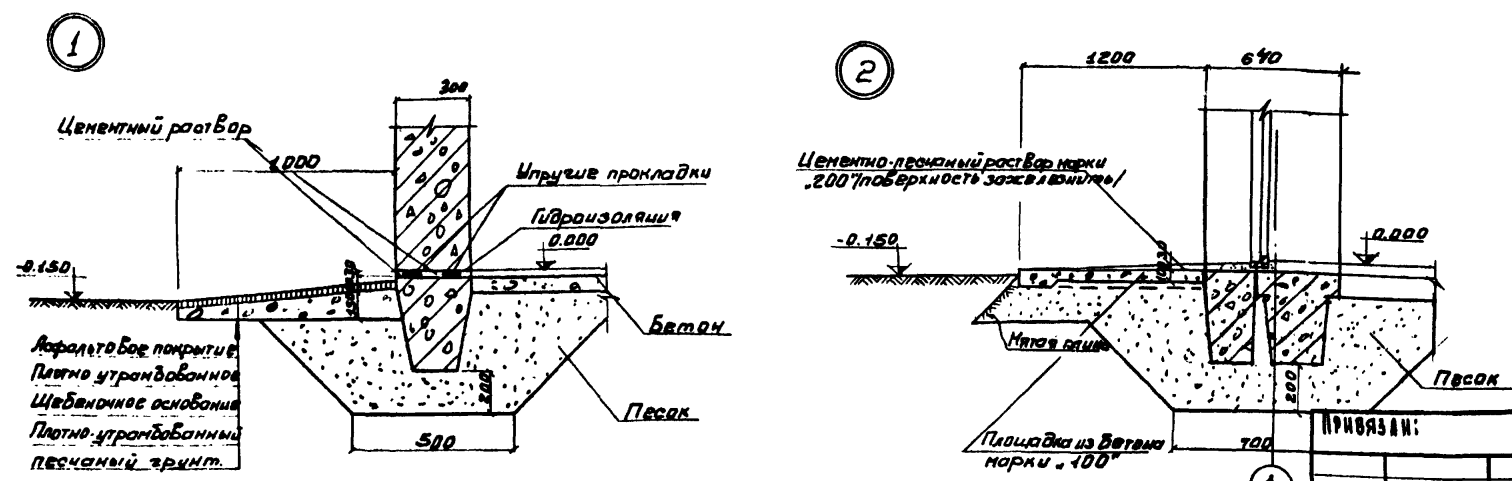 1
300
Цементный раствор
1000
Упругие прокладки
Гидроизоляция
0.000
-0.150
Бетон
Асфальтовое покрытие
Плотно утрамбованное
Щебеночное основание
Плотно-утрамбованный
песчаный грунт.
200
Песок
500
2
1200
640
Цементно-песчаный раствор марки
„200"/поверхность зажелезнить/
-0.150
0.000
Мятая глина
200
Песок
Площадка из бетона
марки „100"
700
ПРИВЯЗАН: